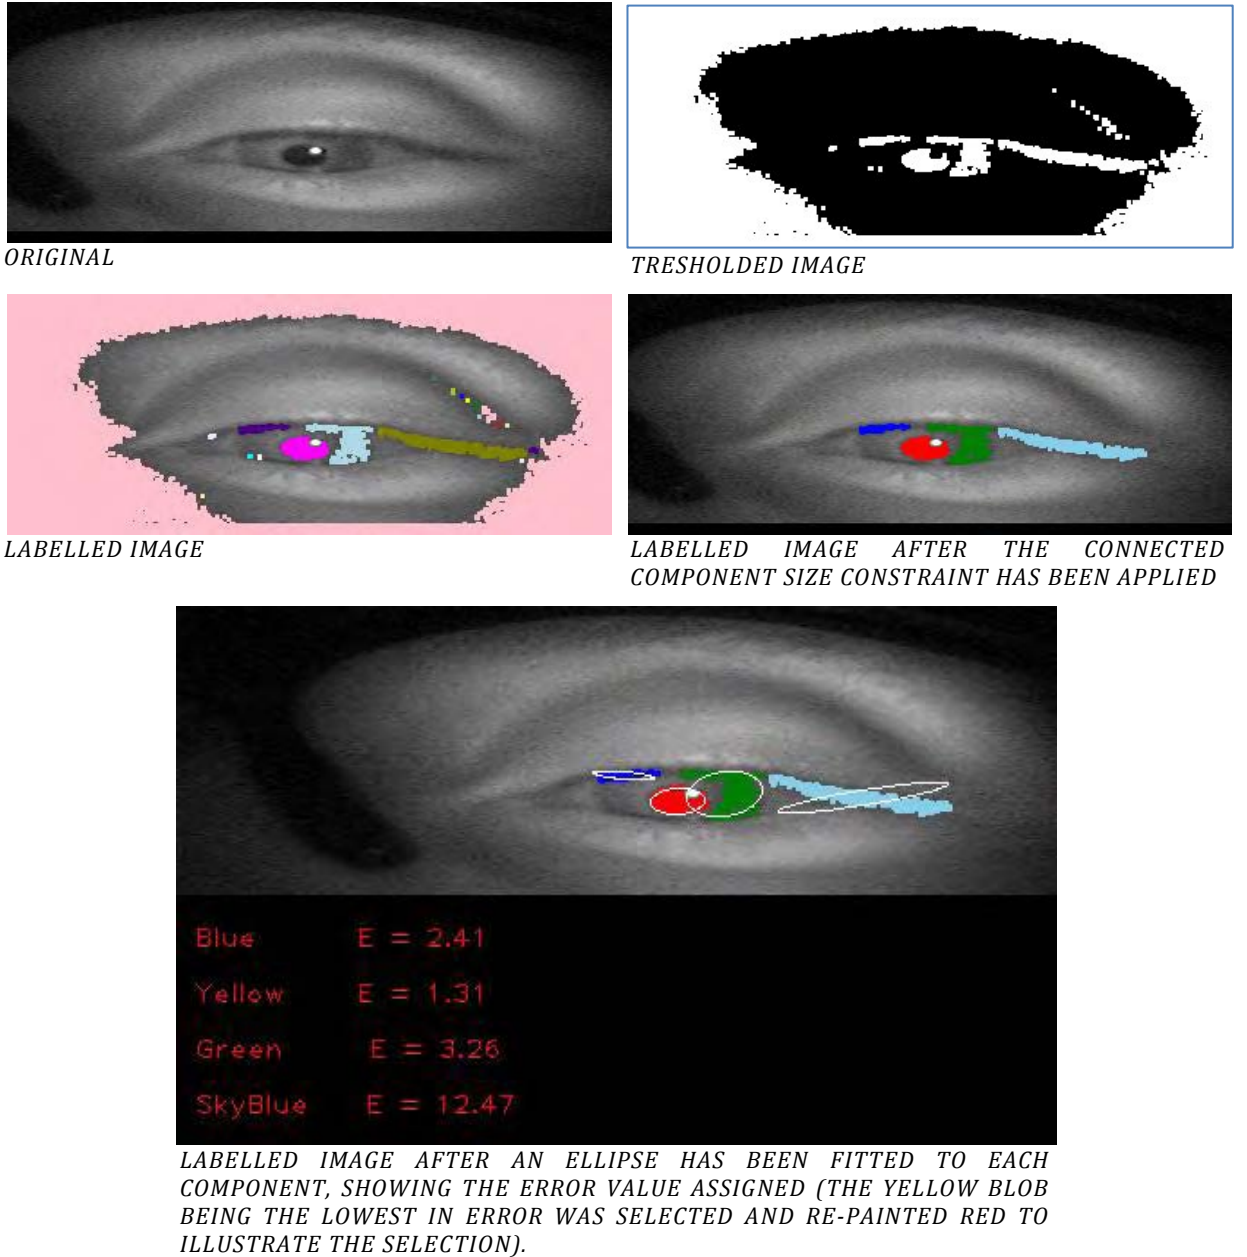 ORIGINAL
TRESHOLDED IMAGE
LABELLED IMAGE
LABELLED IMAGE AFTER THE CONNECTED
COMPONENT SIZE CONSTRAINT HAS BEEN APPLIED
Blue E = 2.41
Yellow E = 1.31
Green E = 3.26
SkyBlue E = 12.47
LABELLED IMAGE AFTER AN ELLIPSE HAS BEEN FITTED TO EACH
COMPONENT, SHOWING THE ERROR VALUE ASSIGNED (THE YELLOW BLOB
BEING THE LOWEST IN ERROR WAS SELECTED AND RE-PAINTED RED TO
ILLUSTRATE THE SELECTION).